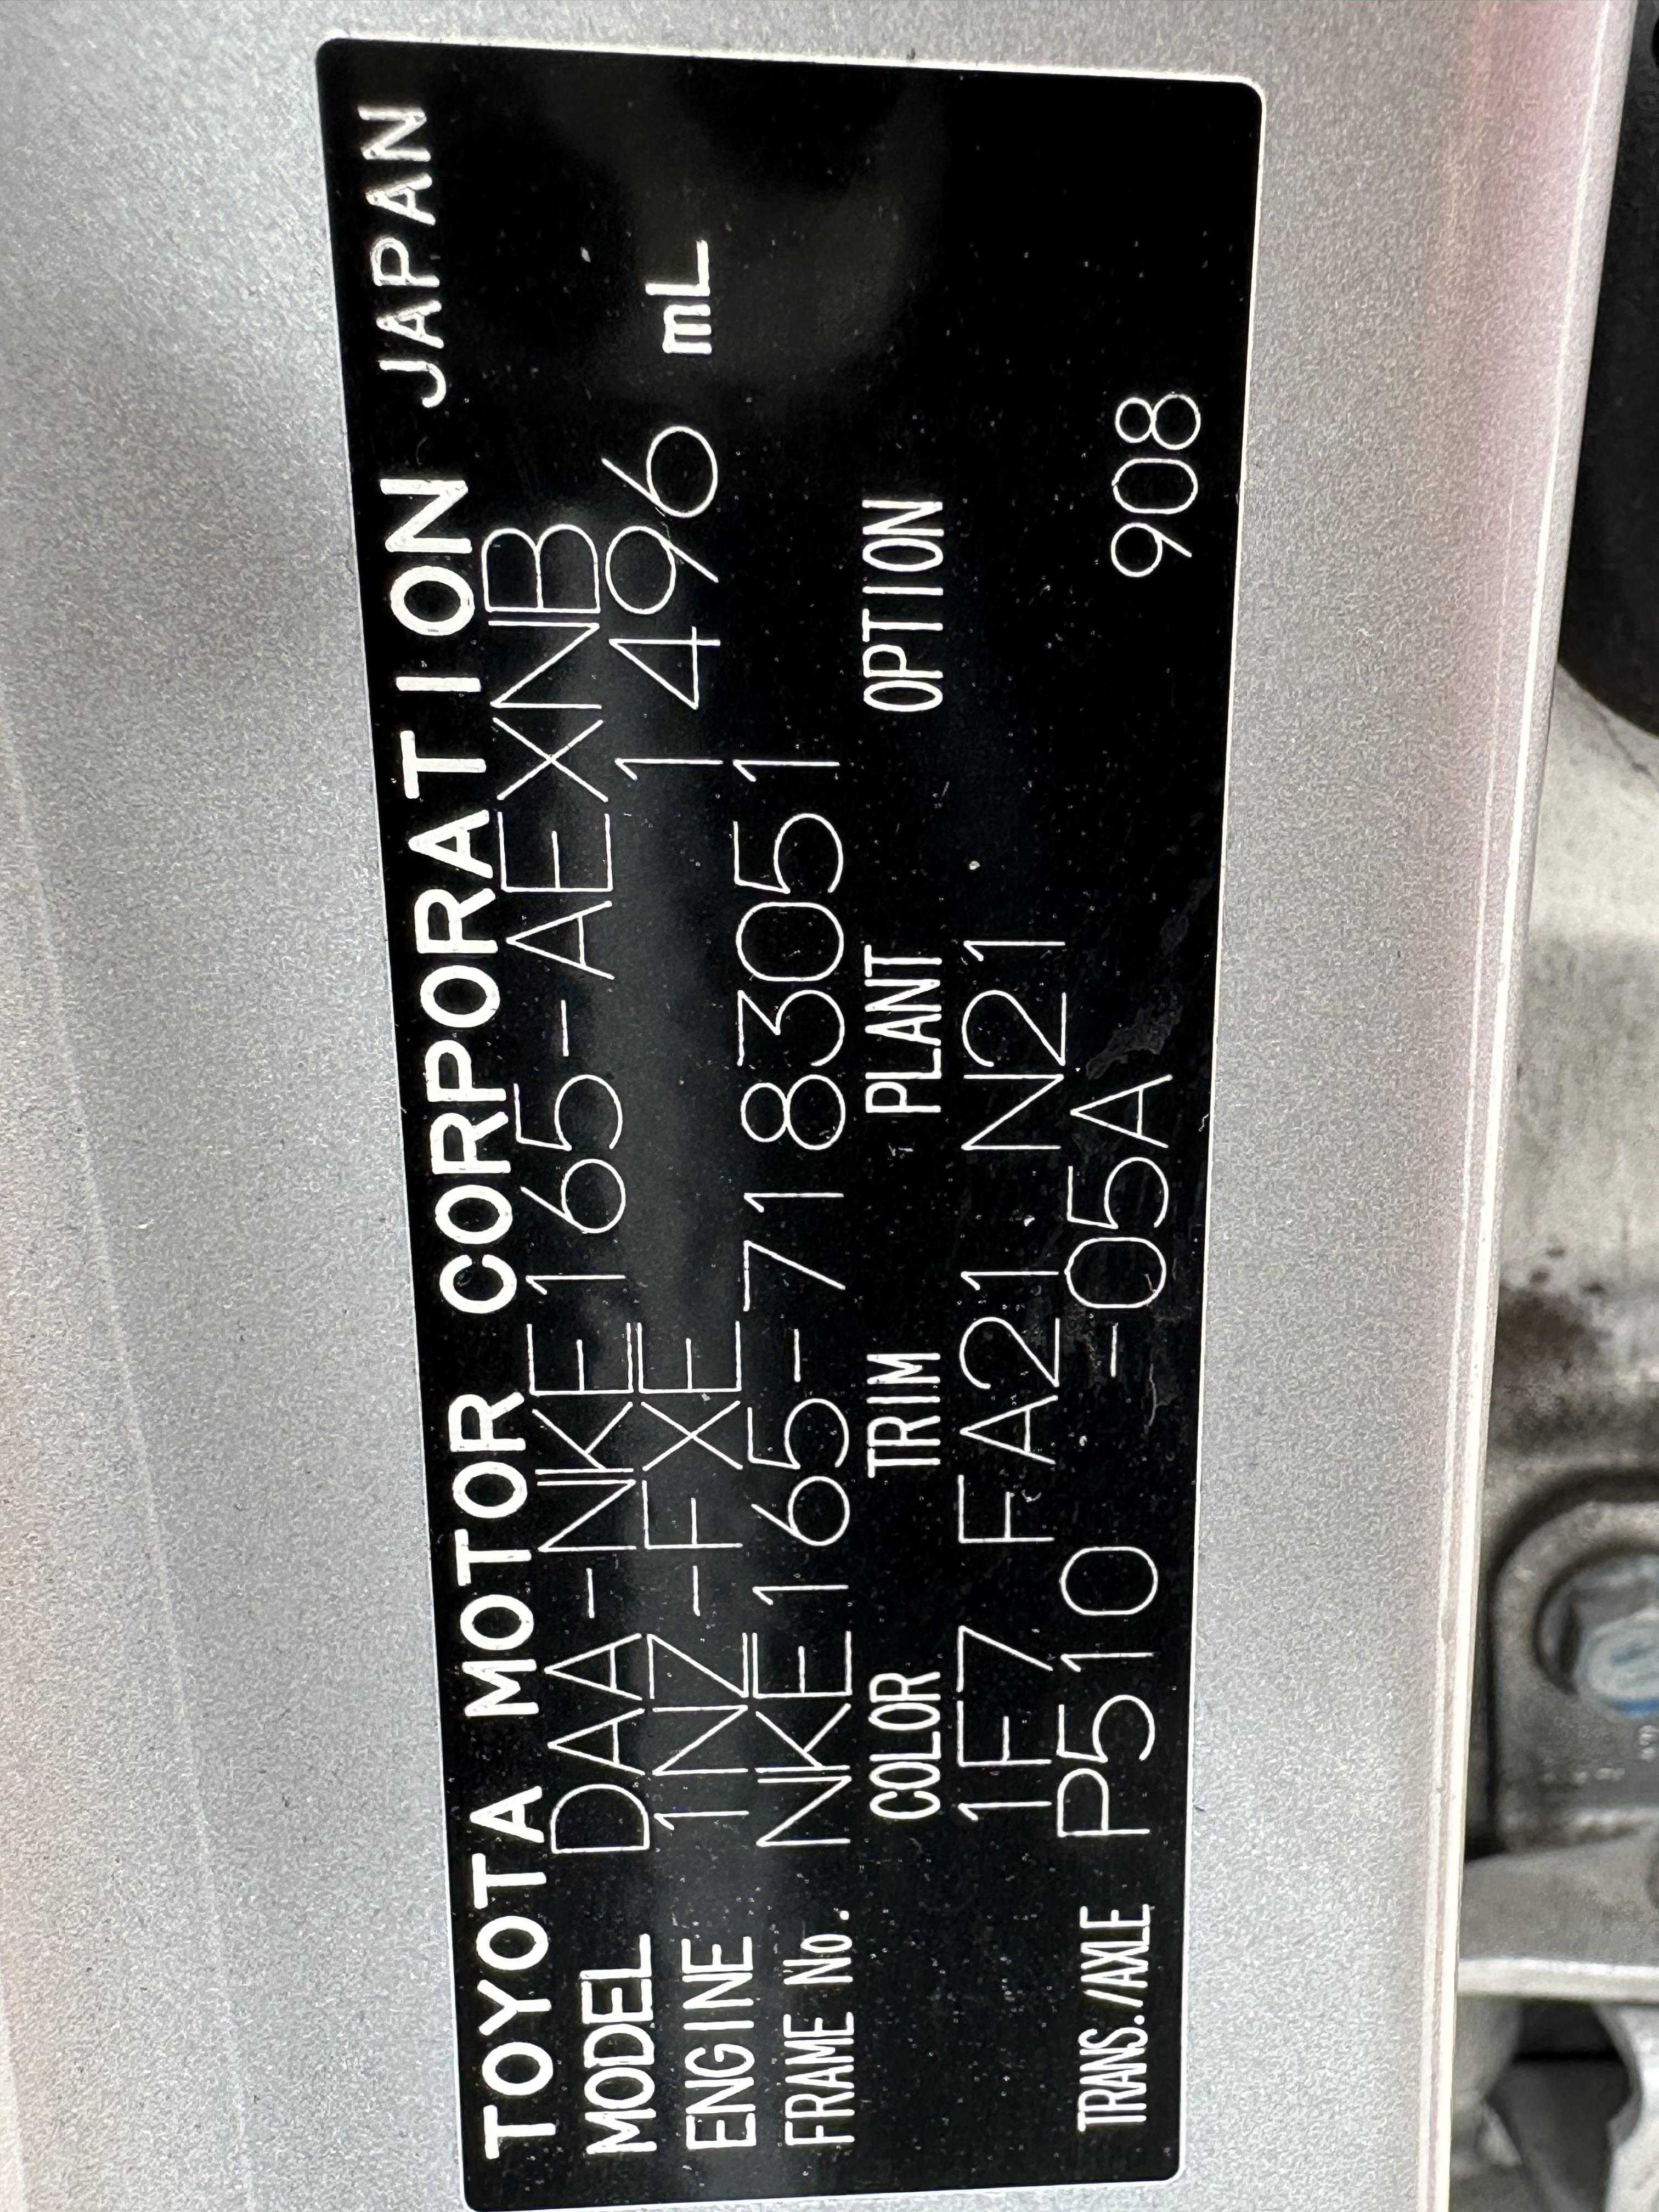 TOYOTA MOTOR CORPORATION JAPAN
MODEL DAA-NKE165-AEXNB
ENGINE 1NZ-FXE 1496 mL
FRAME No. NKE165-7183051
COLOR TRIM PLANT OPTION
1F7 FA21 N21
TRANS./AXLE P510 -05A 908